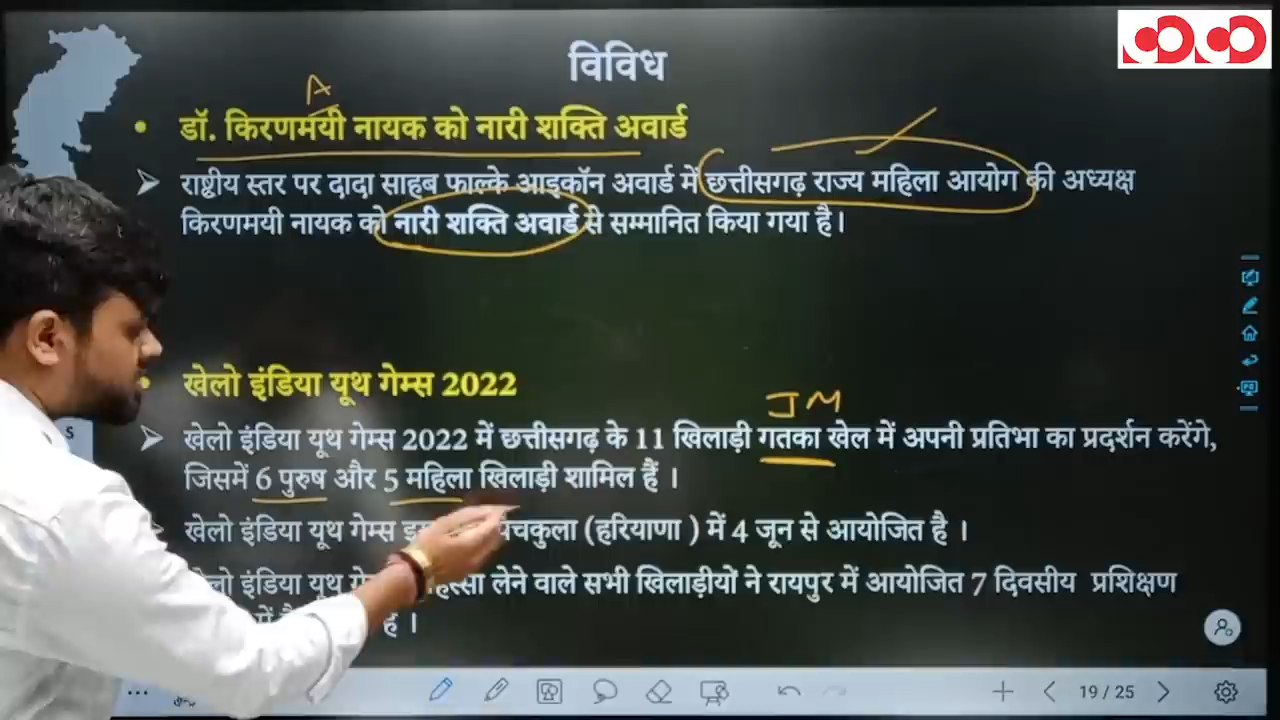 विविध
A
• डॉ. किरणमयी नायक को नारी शक्ति अवार्ड
➤ राष्ट्रीय स्तर पर दादा साहब फाल्के आइकॉन अवार्ड में छत्तीसगढ़ राज्य महिला आयोग की अध्यक्ष
किरणमयी नायक को नारी शक्ति अवार्ड से सम्मानित किया गया है।
• खेलो इंडिया यूथ गेम्स 2022
JM
➤ खेलो इंडिया यूथ गेम्स 2022 में छत्तीसगढ़ के 11 खिलाड़ी गतका खेल में अपनी प्रतिभा का प्रदर्शन करेंगे,
जिसमें 6 पुरुष और 5 महिला खिलाड़ी शामिल हैं ।
खेलो इंडिया यूथ गेम्स पंचकुला (हरियाणा ) में 4 जून से आयोजित है ।
इंडिया यूथ लेने वाले सभी खिलाड़ीयों ने रायपुर में आयोजित 7 दिवसीय प्रशिक्षण
में है ।
S
19 / 25